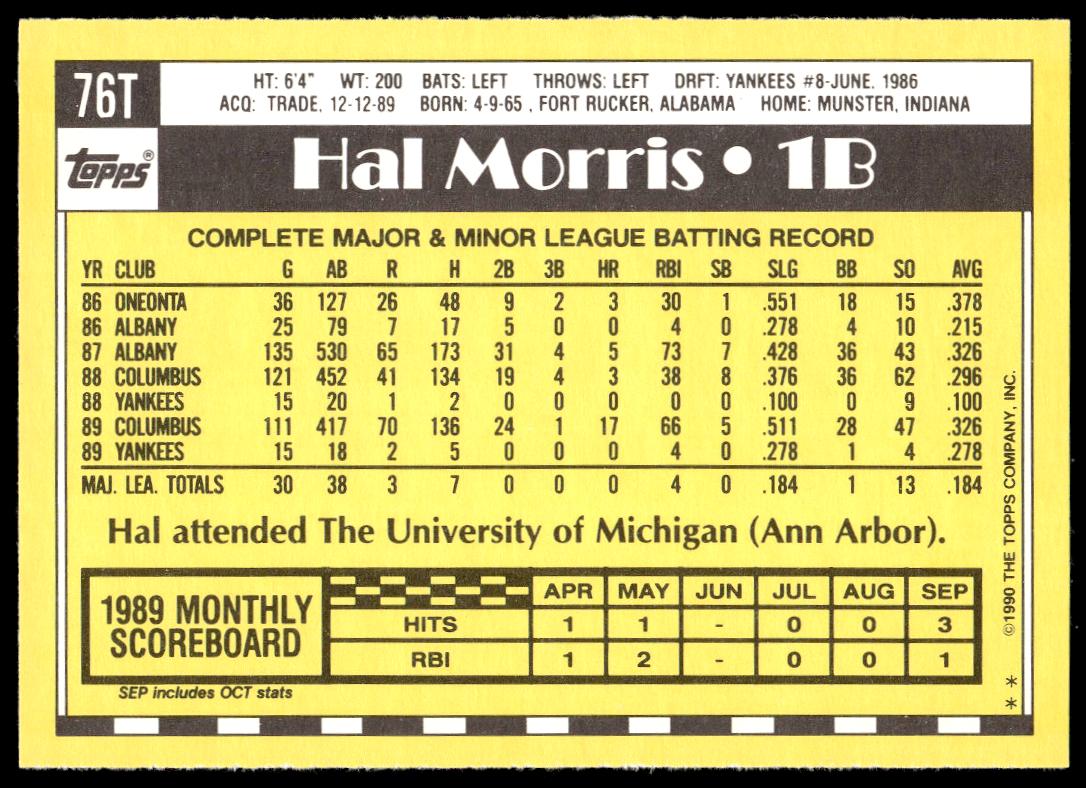 76T
HT: 6'4" WT: 200 BATS: LEFT THROWS: LEFT DRFT: YANKEES #8-JUNE, 1986
ACQ: TRADE, 12-12-89 BORN: 4-9-65 , FORT RUCKER, ALABAMA HOME: MUNSTER, INDIANA
Topps®
Hal Morris • 1B
COMPLETE MAJOR & MINOR LEAGUE BATTING RECORD
YR CLUB G AB R H 2B 3B HR RBI SB SLG BB SO AVG
86 ONEONTA 36 127 26 48 9 2 3 30 1 .551 18 15 .378
86 ALBANY 25 79 7 17 5 0 0 4 0 .278 4 10 .215
87 ALBANY 135 530 65 173 31 4 5 73 7 .428 36 43 .326
88 COLUMBUS 121 452 41 134 19 4 3 38 8 .376 36 62 .296
88 YANKEES 15 20 1 2 0 0 0 0 0 .100 0 9 .100
89 COLUMBUS 111 417 70 136 24 1 17 66 5 .511 28 47 .326
89 YANKEES 15 18 2 5 0 0 0 4 0 .278 1 4 .278
MAJ. LEA. TOTALS 30 38 3 7 0 0 0 4 0 .184 1 13 .184
Hal attended The University of Michigan (Ann Arbor).
1989 MONTHLY
SCOREBOARD
APR MAY JUN JUL AUG SEP
HITS 1 1 - 0 0 3
RBI 1 2 - 0 0 1
SEP includes OCT stats
** ©1990 THE TOPPS COMPANY, INC.